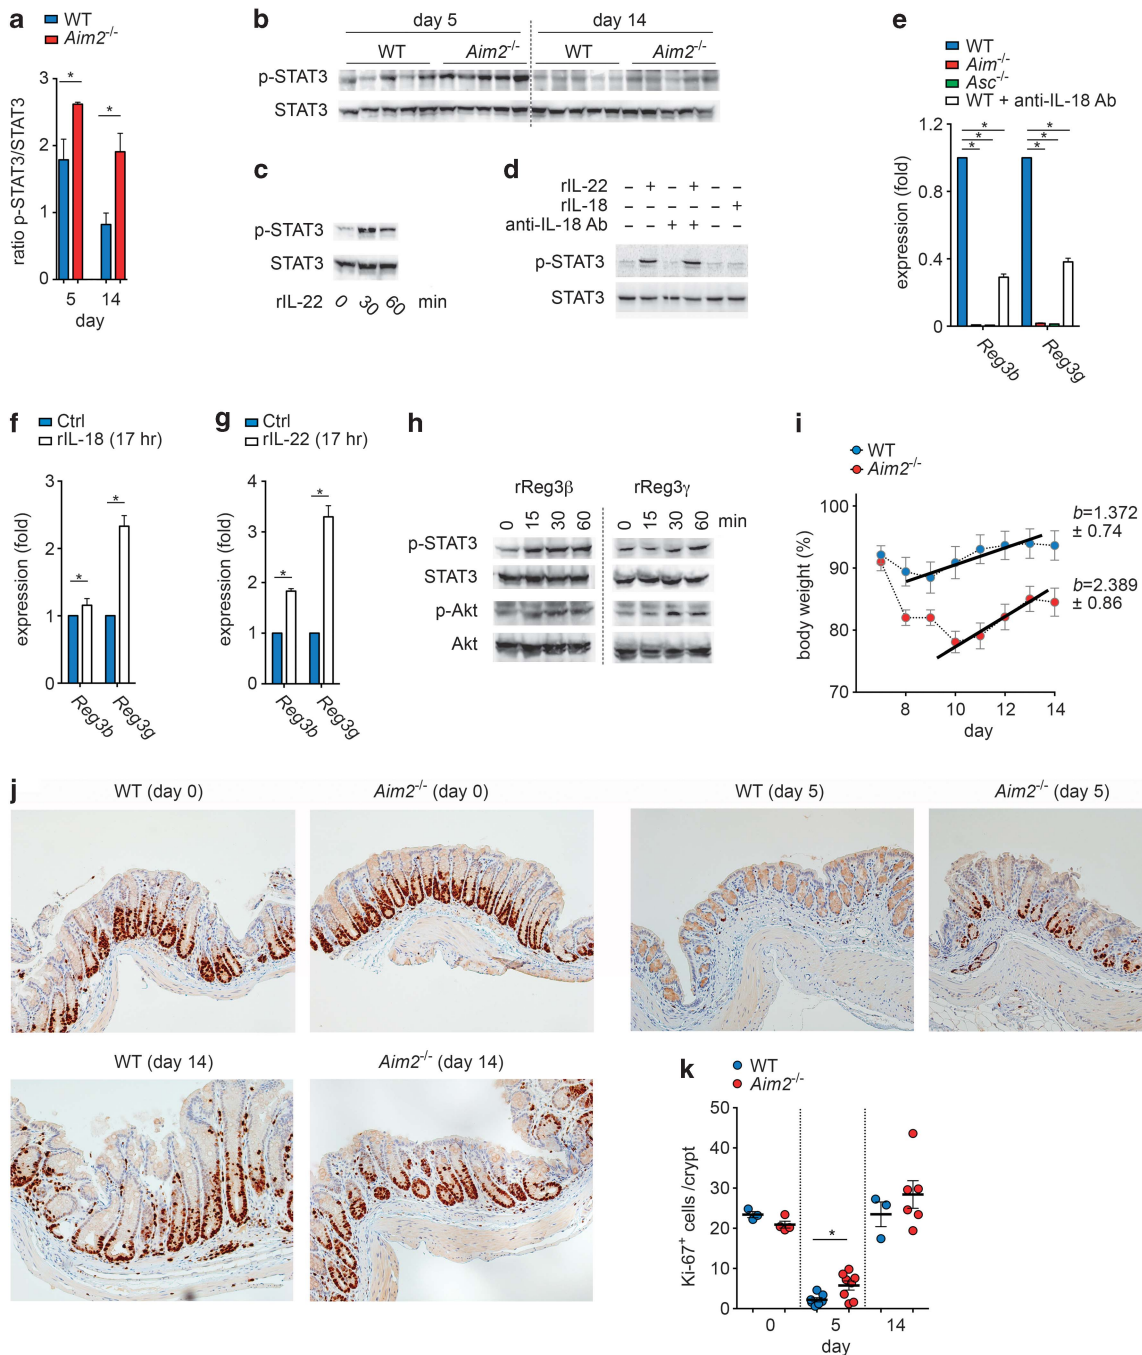 a
WT
Aim2-/-
ratio p-STAT3/STAT3
3
2
1
0
*
*
5 14
day
b
day 5 day 14
WT Aim2-/- WT Aim2-/-
p-STAT3
STAT3
c
p-STAT3
STAT3
rIL-22 0 30 60 min
d
rIL-22 – + – + – –
rIL-18 – – – – – +
anti-IL-18 Ab – – + + – –
p-STAT3
STAT3
e
WT
Aim-/-
Asc-/-
WT + anti-IL-18 Ab
expression (fold)
1.2
0.8
0.4
0
* *
* *
* *
Reg3b Reg3g
f
Ctrl
rIL-18 (17 hr)
expression (fold)
3
2
1
0
*
*
Reg3b Reg3g
g
Ctrl
rIL-22 (17 hr)
expression (fold)
4
3
2
1
0
*
*
Reg3b Reg3g
h
rReg3β rReg3γ
0 15 30 60 0 15 30 60 min
p-STAT3
STAT3
p-Akt
Akt
i
WT
Aim2-/-
body weight (%)
100
90
80
70
b=1.372
± 0.74
b=2.389
± 0.86
8 10 12 14
day
j
WT (day 0) Aim2-/- (day 0) WT (day 5) Aim2-/- (day 5)
WT (day 14) Aim2-/- (day 14)
k
WT
Aim2-/-
Ki-67+ cells /crypt
50
40
30
20
10
0
*
0 5 14
day